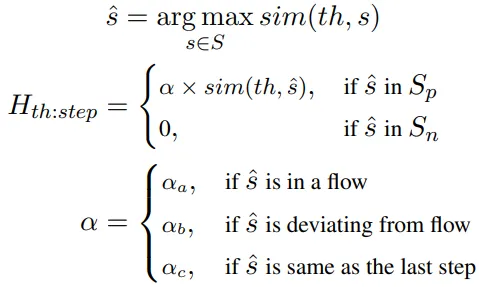 ŝ = arg max sim(th, s)
s∈S
H_{th:step} = { α × sim(th, ŝ), if ŝ in S_p
0, if ŝ in S_n
α = { α_a, if ŝ is in a flow
α_b, if ŝ is deviating from flow
α_c, if ŝ is same as the last step